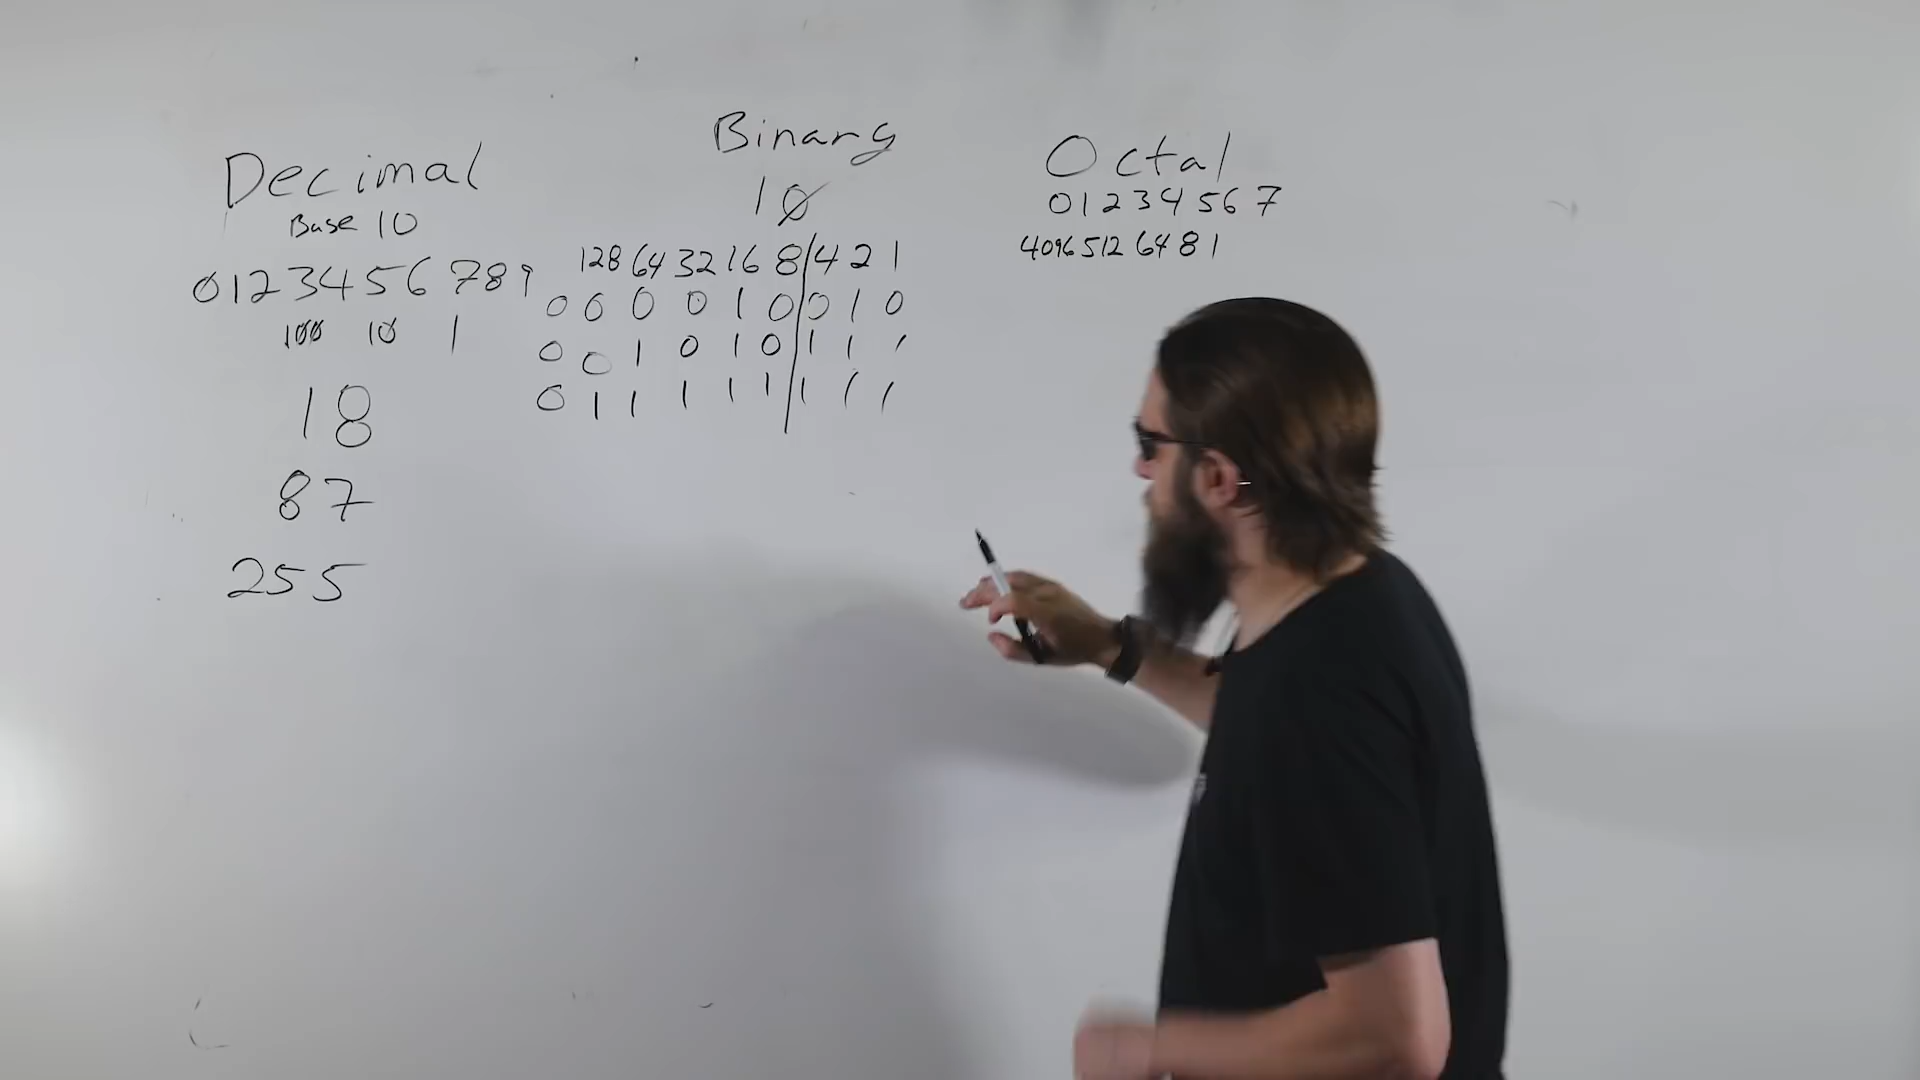 Decimal
Base 10
0123456789
100 10 1
18
87
255
Binary
10
128 64 32 16 8 4 2 1
0 0 0 0 1 0 0 1 0
0 0 1 0 1 0 1 1 1
0 1 1 1 1 1 1 1 1
Octal
01234567
4096 512 64 8 1